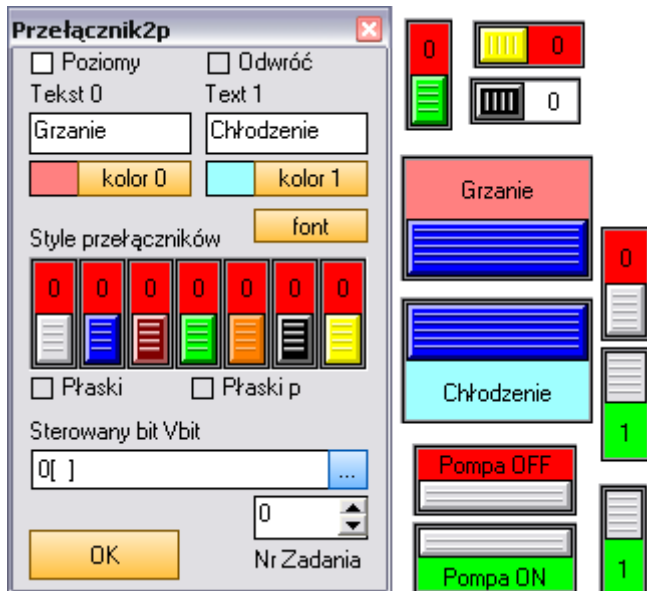 Przełącznik2p
Poziomy Odwróć
Tekst 0 Text 1
Grzanie Chłodzenie
kolor 0 kolor 1
font
Style przełączników
0 0 0 0 0 0 0
Płaski Płaski p
Sterowany bit Vbit
0[ ] ...
0
OK Nr Zadania
0 0
0
Grzanie
0
Chłodzenie
1
Pompa OFF
Pompa ON 1